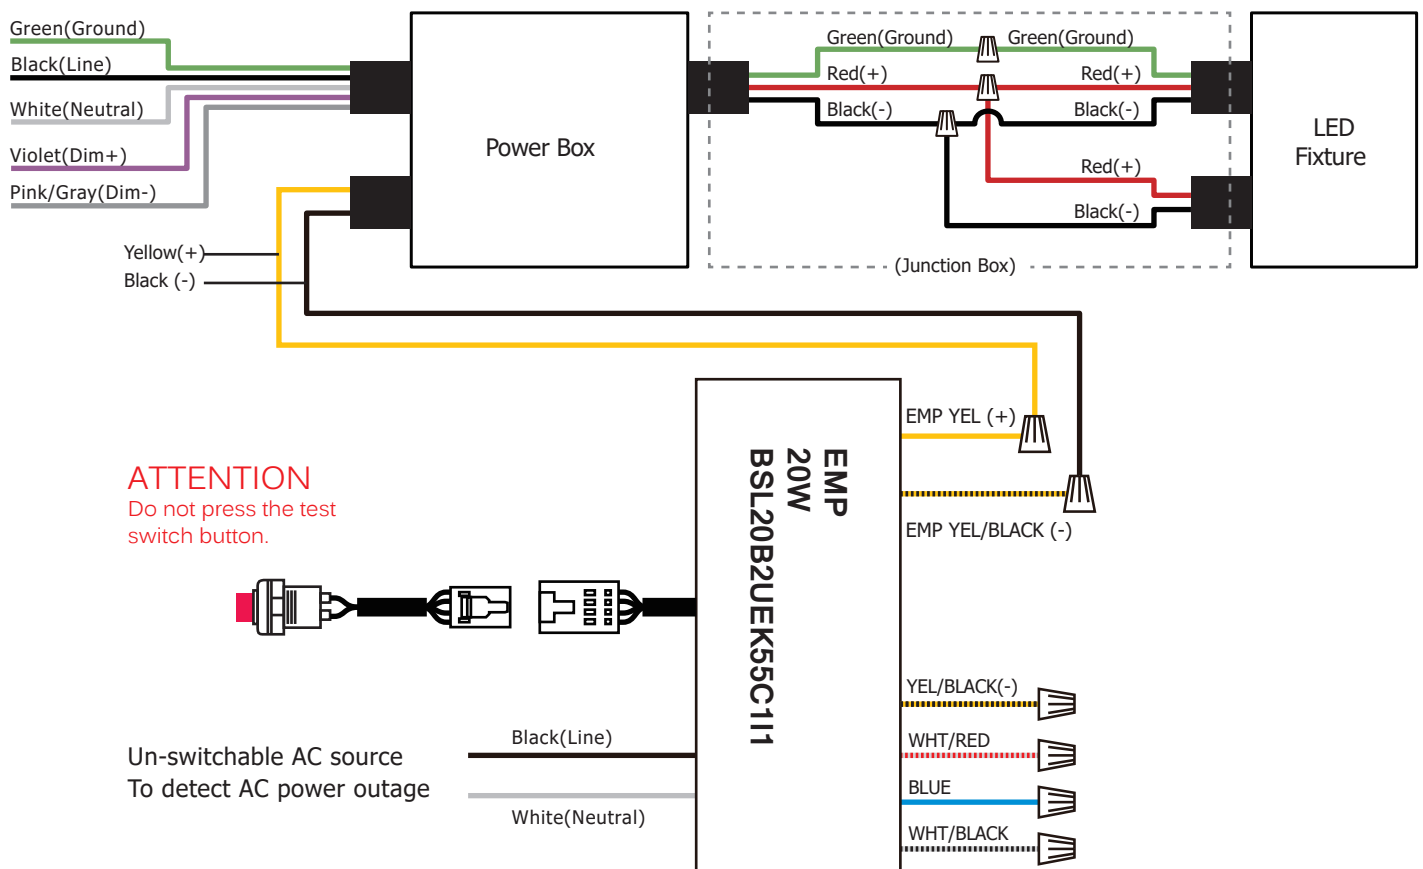 Green(Ground)
Black(Line)
White(Neutral)
Violet(Dim+)
Pink/Gray(Dim-)
Yellow(+)
Black (-)
Power Box
Green(Ground)
Green(Ground)
Red(+)
Red(+)
Black(-)
Black(-)
Red(+)
Black(-)
(Junction Box)
LED
Fixture
EMP YEL (+)
EMP YEL/BLACK (-)
EMP
20W
BSL20B2UEK55C1I1
ATTENTION
Do not press the test
switch button.
Un-switchable AC source
To detect AC power outage
Black(Line)
White(Neutral)
YEL/BLACK(-)
WHT/RED
BLUE
WHT/BLACK